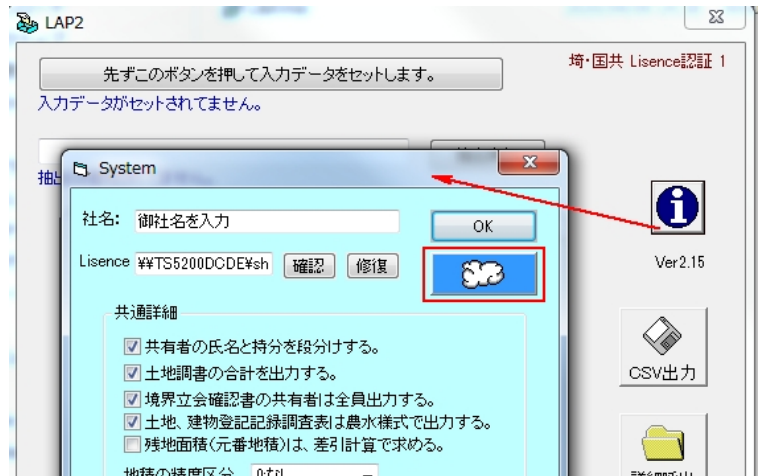 LAP2
先ずこのボタンを押して入力データをセットします。
埼・国共 Lisence認証 1
入力データがセットされてません。
System
社名: 御社名を入力
OK
Lisence ¥¥TS5200DCDE¥sh 確認 修復
Ver2.15
共通詳細
共有者の氏名と持分を段分けする。
土地調書の合計を出力する。
CSV出力
境界立会確認書の共有者は全員出力する。
土地、建物登記記録調査表は農水様式で出力する。
残地面積(元番地積)は、差引計算で求める。